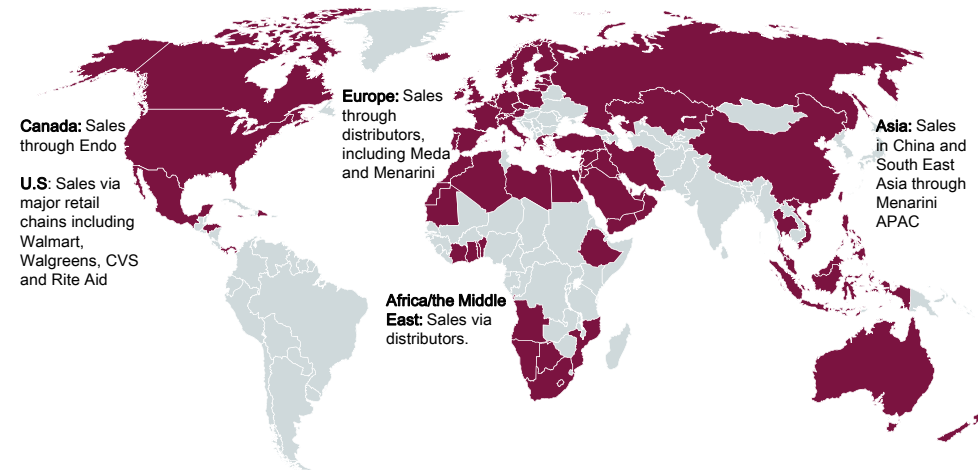 Canada: Sales
through Endo
U.S: Sales via
major retail
chains including
Walmart,
Walgreens, CVS
and Rite Aid
Europe: Sales
through
distributors,
including Meda
and Menarini
Africa/the Middle
East: Sales via
distributors.
Asia: Sales
in China and
South East
Asia through
Menarini
APAC